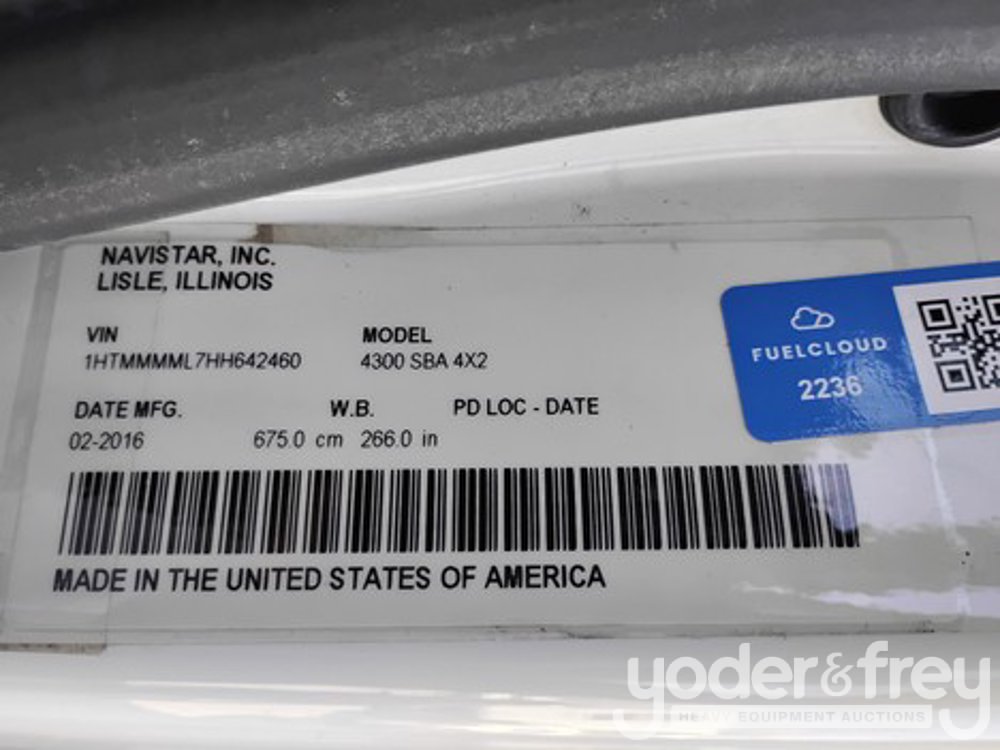 NAVISTAR, INC.
LISLE, ILLINOIS
VIN MODEL
1HTMMMML7HH642460 4300 SBA 4X2
DATE MFG. W.B. PD LOC - DATE
02-2016 675.0 cm 266.0 in
MADE IN THE UNITED STATES OF AMERICA
FUELCLOUD
2236
yoder&frey
HEAVY EQUIPMENT AUCTIONS